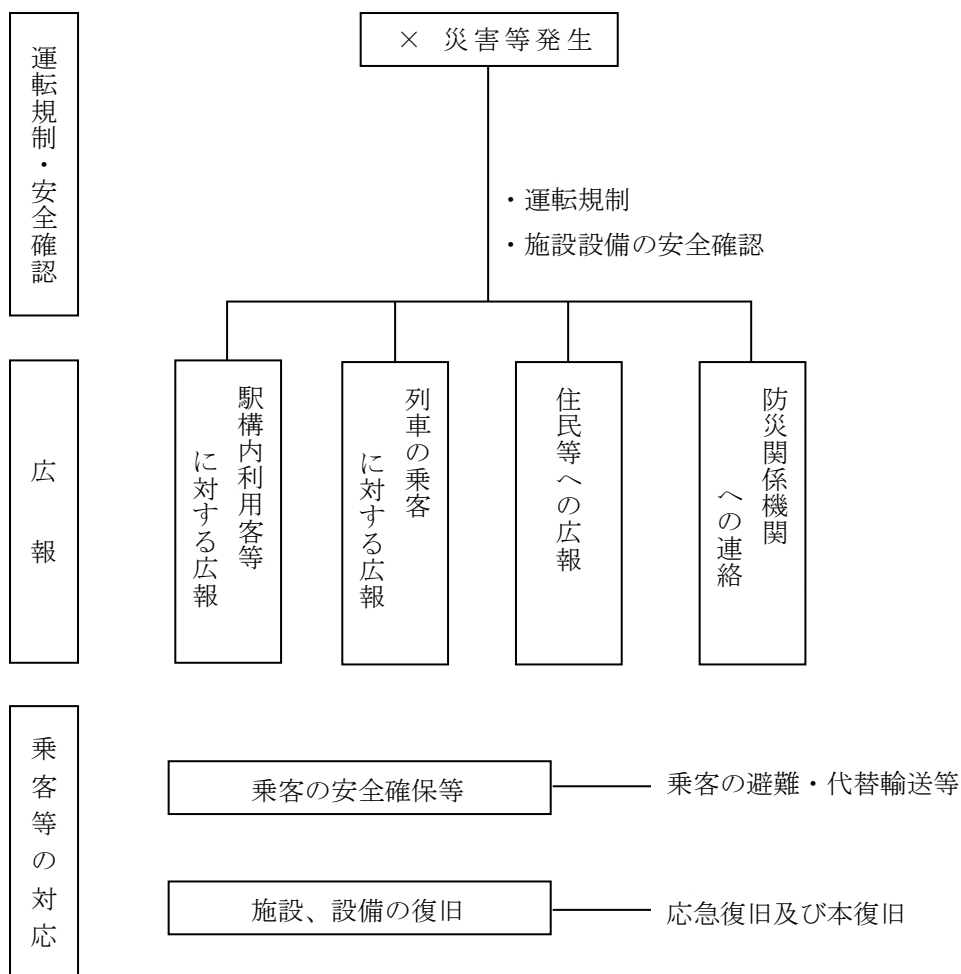 運転規制・安全確認
× 災害等発生
・運転規制
・施設設備の安全確認
広報
駅構内利用客等
に対する広報
列車の乗客
に対する広報
住民等への広報
防災関係機関
への連絡
乗客等の対応
乗客の安全確保等
乗客の避難・代替輸送等
施設、設備の復旧
応急復旧及び本復旧